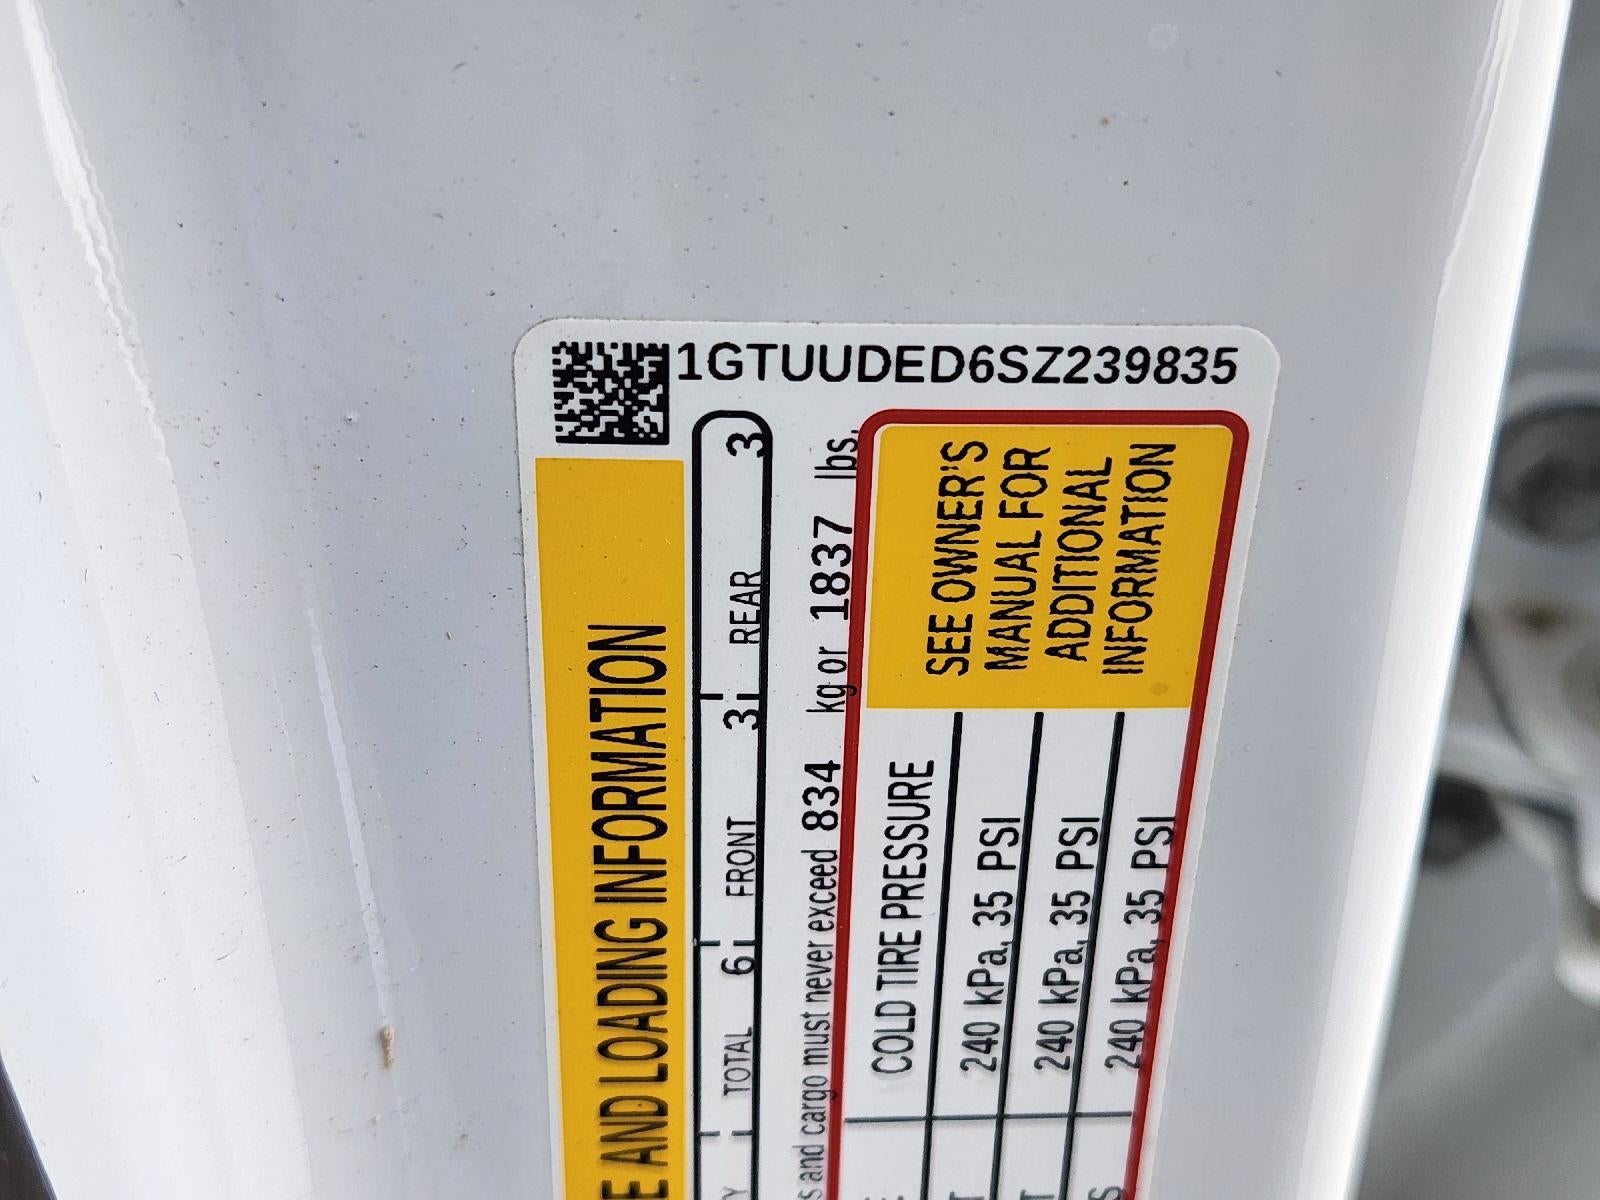 1GTUUDED6SZ239835
AND LOADING INFORMATION
TOTAL 6 FRONT 3 REAR 3
and cargo must never exceed 834 kg or 1837 lbs.
COLD TIRE PRESSURE
240 kPa, 35 PSI
240 kPa, 35 PSI
240 kPa, 35 PSI
SEE OWNER'S
MANUAL FOR
ADDITIONAL
INFORMATION